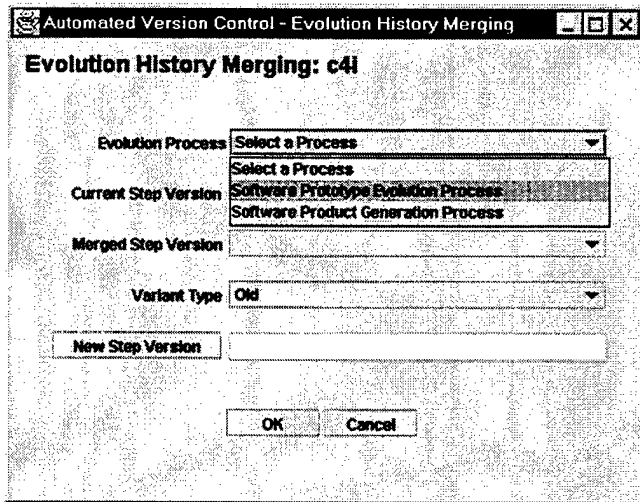 Automated Version Control - Evolution History Merging
Evolution History Merging: c4i
Evolution Process Select a Process
Select a Process
Current Step Version Software Prototype Evolution Process
Software Product Generation Process
Merged Step Version
Variant Type Old
New Step Version
OK Cancel